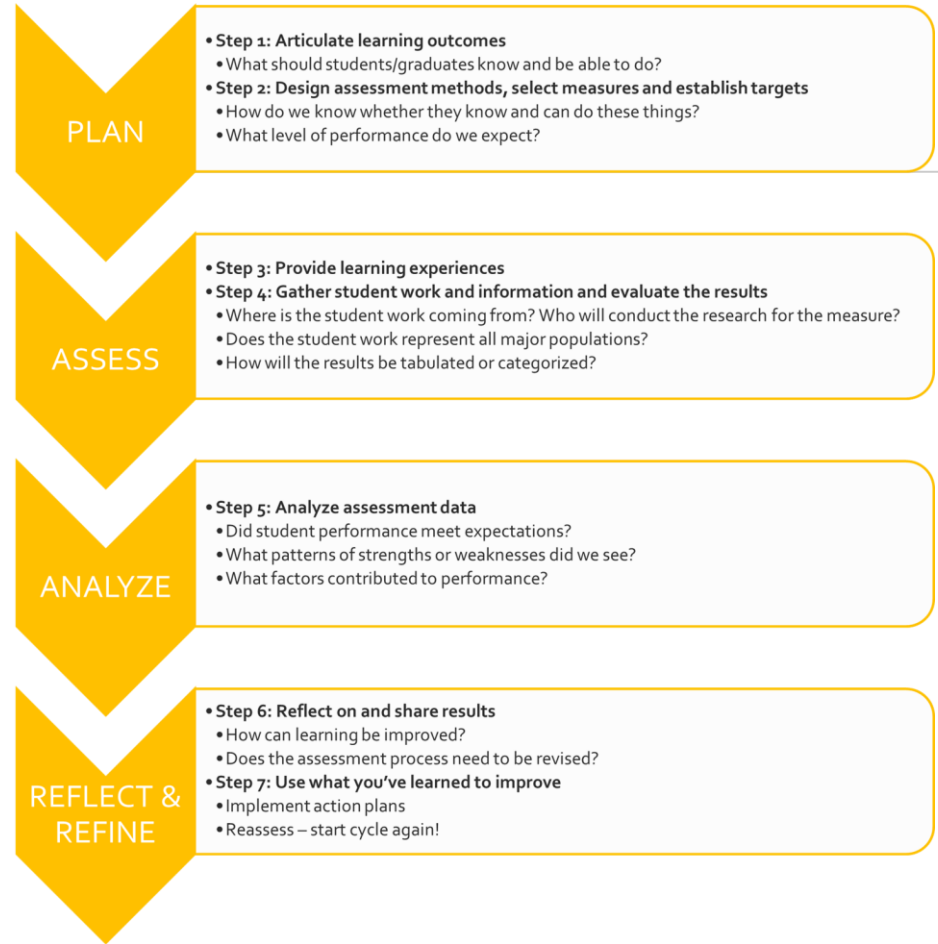 PLAN
• Step 1: Articulate learning outcomes
• What should students/graduates know and be able to do?
• Step 2: Design assessment methods, select measures and establish targets
• How do we know whether they know and can do these things?
• What level of performance do we expect?
ASSESS
• Step 3: Provide learning experiences
• Step 4: Gather student work and information and evaluate the results
• Where is the student work coming from? Who will conduct the research for the measure?
• Does the student work represent all major populations?
• How will the results be tabulated or categorized?
ANALYZE
• Step 5: Analyze assessment data
• Did student performance meet expectations?
• What patterns of strengths or weaknesses did we see?
• What factors contributed to performance?
REFLECT &
REFINE
• Step 6: Reflect on and share results
• How can learning be improved?
• Does the assessment process need to be revised?
• Step 7: Use what you’ve learned to improve
• Implement action plans
• Reassess – start cycle again!